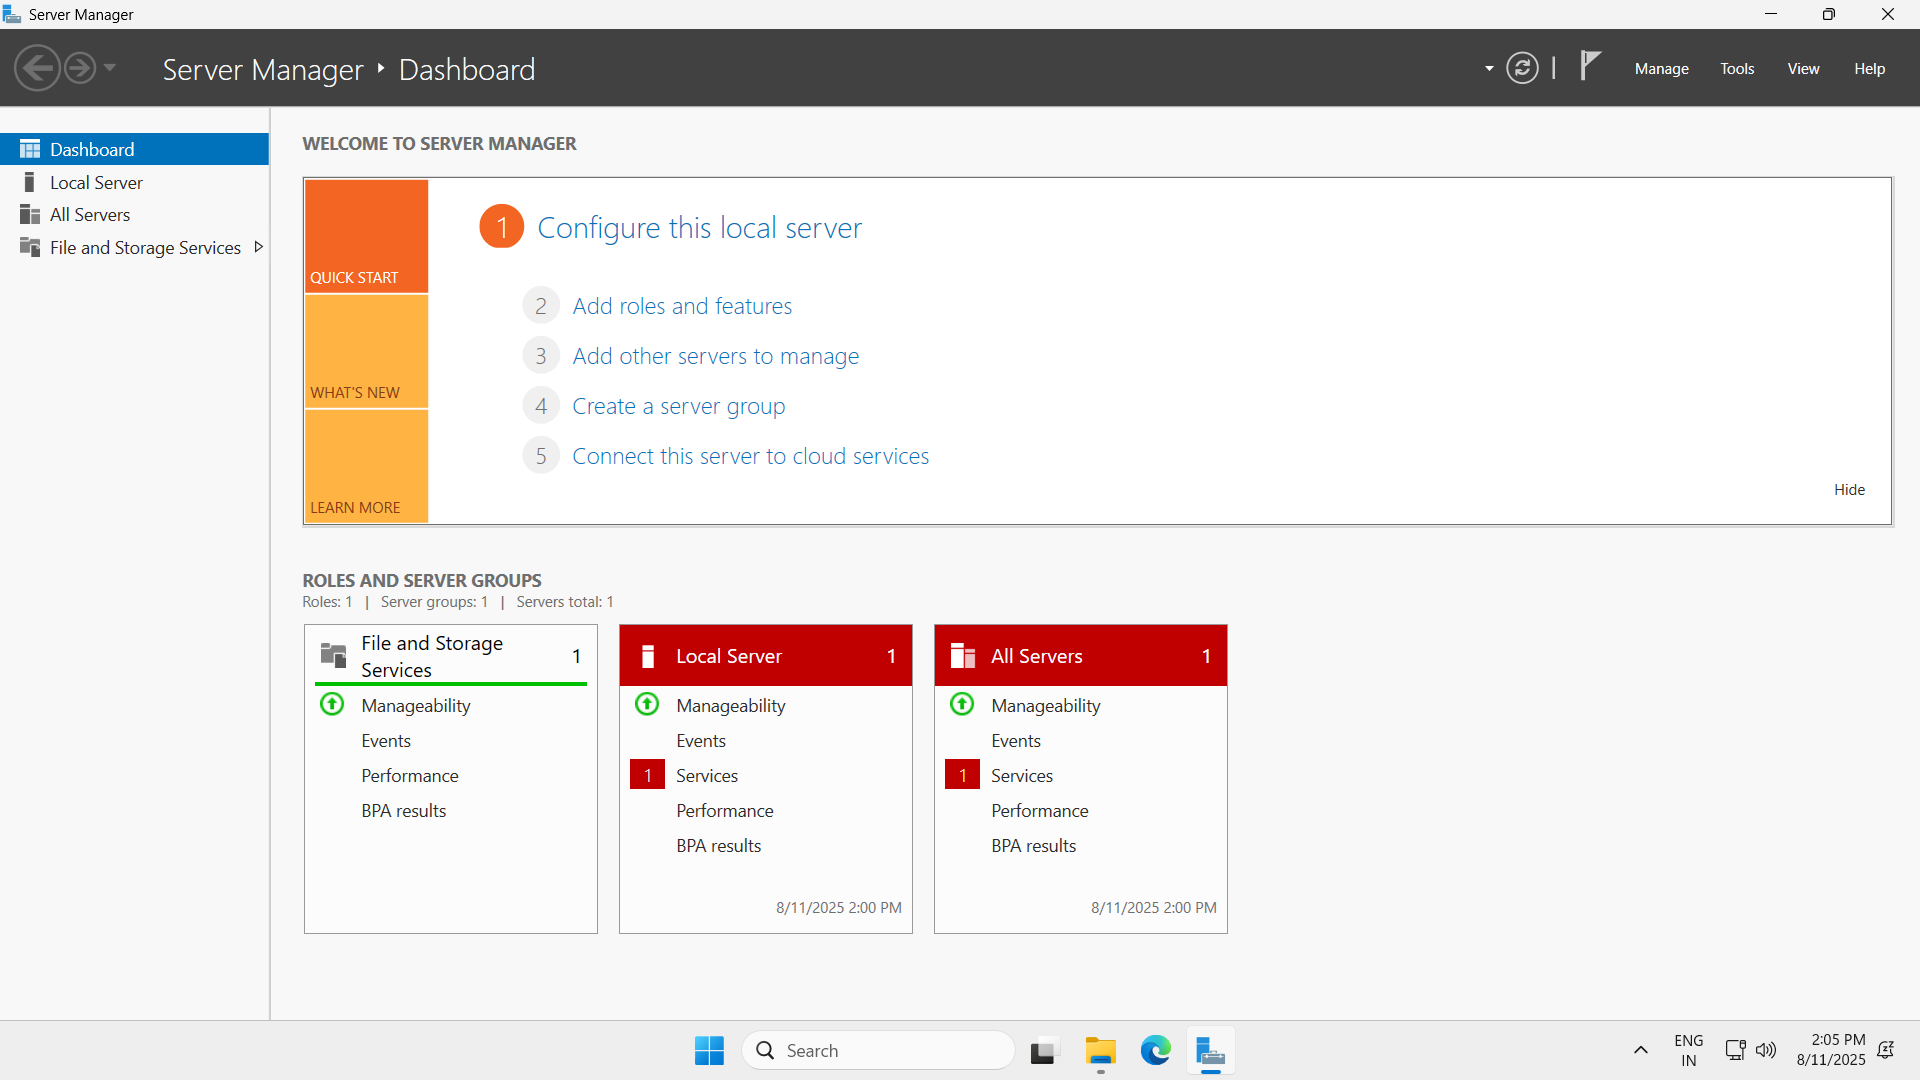 Server Manager
Server Manager ‣ Dashboard
Manage Tools View Help
Dashboard
Local Server
All Servers
File and Storage Services
WELCOME TO SERVER MANAGER
QUICK START
WHAT'S NEW
LEARN MORE
1 Configure this local server
2 Add roles and features
3 Add other servers to manage
4 Create a server group
5 Connect this server to cloud services
Hide
ROLES AND SERVER GROUPS
Roles: 1 | Server groups: 1 | Servers total: 1
File and Storage
Services 1
Manageability
Events
Performance
BPA results
Local Server 1
Manageability
Events
1 Services
Performance
BPA results
8/11/2025 2:00 PM
All Servers 1
Manageability
Events
1 Services
Performance
BPA results
8/11/2025 2:00 PM
Search
ENG
IN
2:05 PM
8/11/2025